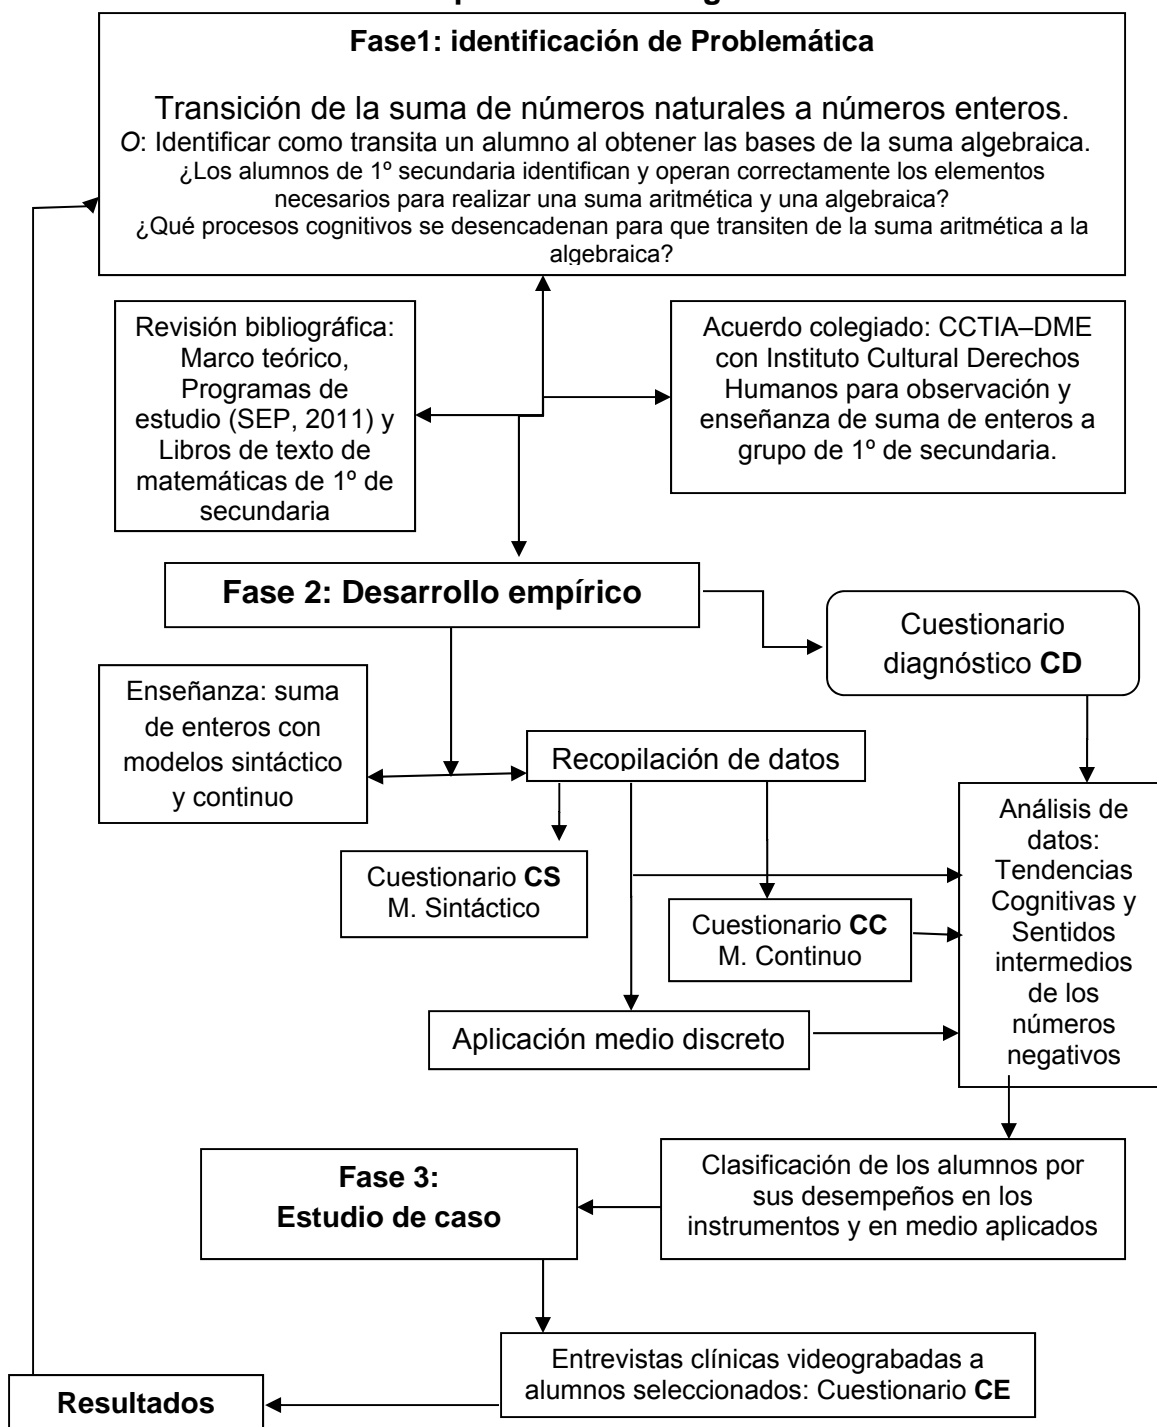 Fase1: identificación de Problemática
Transición de la suma de números naturales a números enteros.
O: Identificar como transita un alumno al obtener las bases de la suma algebraica.
¿Los alumnos de 1º secundaria identifican y operan correctamente los elementos
necesarios para realizar una suma aritmética y una algebraica?
¿Qué procesos cognitivos se desencadenan para que transiten de la suma aritmética a la
algebraica?
Revisión bibliográfica:
Marco teórico,
Programas de
estudio (SEP, 2011) y
Libros de texto de
matemáticas de 1º de
secundaria
Acuerdo colegiado: CCTIA–DME
con Instituto Cultural Derechos
Humanos para observación y
enseñanza de suma de enteros a
grupo de 1º de secundaria.
Fase 2: Desarrollo empírico
Cuestionario
diagnóstico CD
Enseñanza: suma
de enteros con
modelos sintáctico
y continuo
Recopilación de datos
Cuestionario CS
M. Sintáctico
Cuestionario CC
M. Continuo
Aplicación medio discreto
Análisis de
datos:
Tendencias
Cognitivas y
Sentidos
intermedios
de los
números
negativos
Clasificación de los alumnos por
sus desempeños en los
instrumentos y en medio aplicados
Fase 3:
Estudio de caso
Entrevistas clínicas videograbadas a
alumnos seleccionados: Cuestionario CE
Resultados